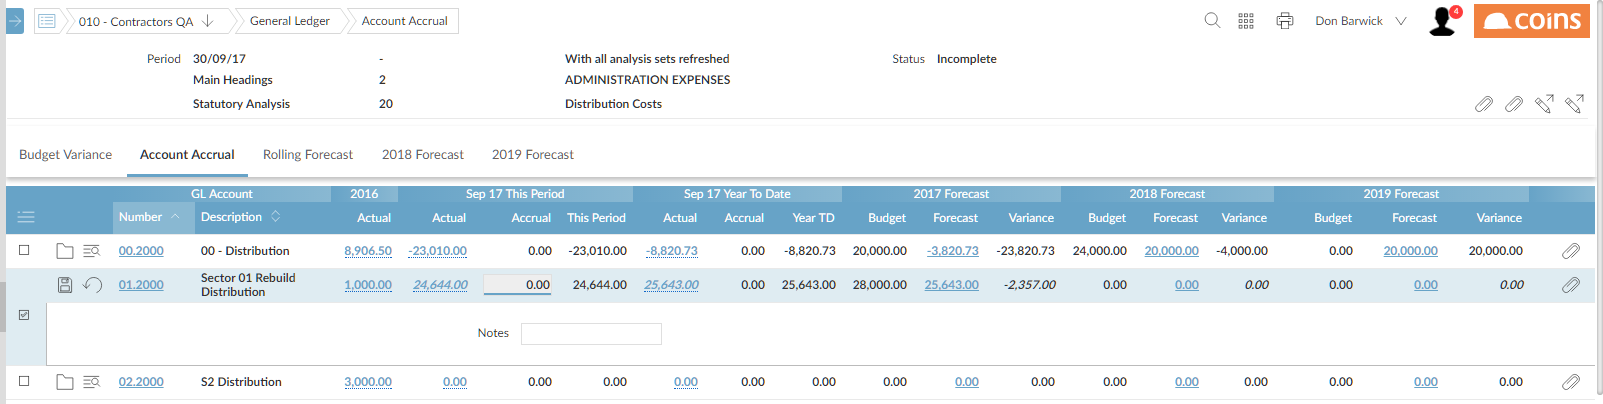 010 - Contractors QA General Ledger Account Accrual Don Barwick 4 coins
Period 30/09/17 - With all analysis sets refreshed Status Incomplete
Main Headings 2 ADMINISTRATION EXPENSES
Statutory Analysis 20 Distribution Costs
Budget Variance Account Accrual Rolling Forecast 2018 Forecast 2019 Forecast
GL Account 2016 Sep 17 This Period Sep 17 Year To Date 2017 Forecast 2018 Forecast 2019 Forecast
Number Description Actual Actual Accrual This Period Actual Accrual Year TD Budget Forecast Variance Budget Forecast Variance Budget Forecast Variance
00.2000 00 - Distribution 8,906.50 -23,010.00 0.00 -23,010.00 -8,820.73 0.00 -8,820.73 20,000.00 -3,820.73 -23,820.73 24,000.00 20,000.00 -4,000.00 0.00 20,000.00 20,000.00
01.2000 Sector 01 Rebuild Distribution 1,000.00 24,644.00 0.00 24,644.00 25,643.00 0.00 25,643.00 28,000.00 25,643.00 -2,357.00 0.00 0.00 0.00 0.00 0.00 0.00
Notes
02.2000 S2 Distribution 3,000.00 0.00 0.00 0.00 0.00 0.00 0.00 0.00 0.00 0.00 0.00 0.00 0.00 0.00 0.00 0.00